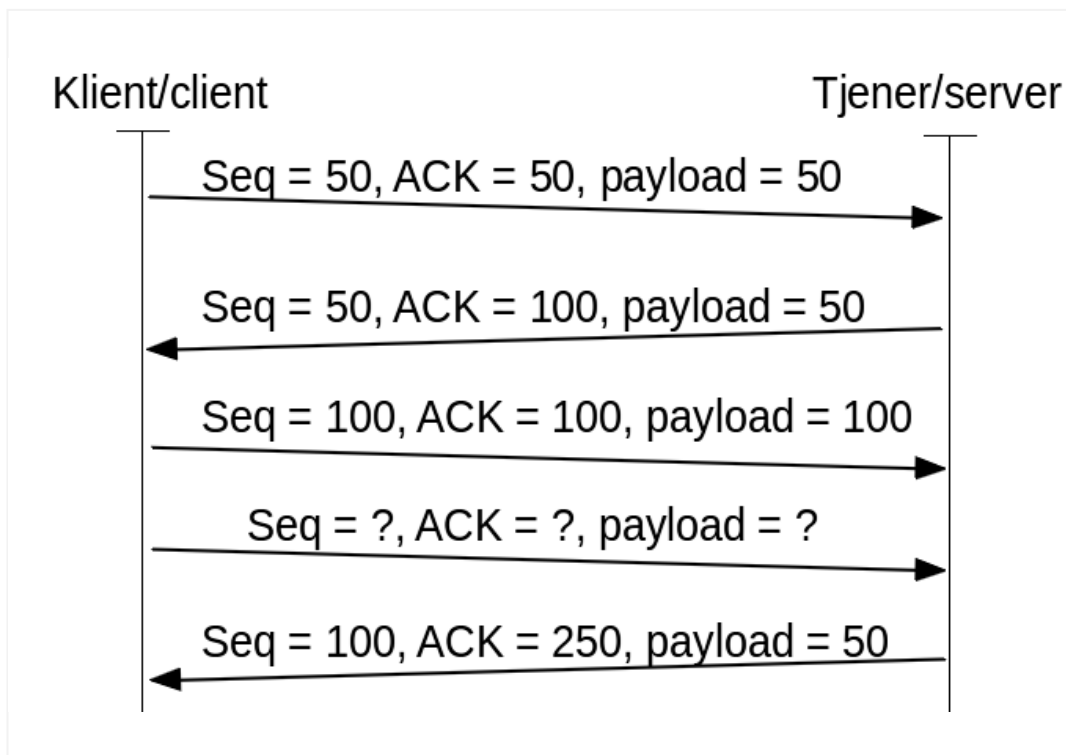 Klient/client
Tjener/server
Seq = 50, ACK = 50, payload = 50
Seq = 50, ACK = 100, payload = 50
Seq = 100, ACK = 100, payload = 100
Seq = ?, ACK = ?, payload = ?
Seq = 100, ACK = 250, payload = 50